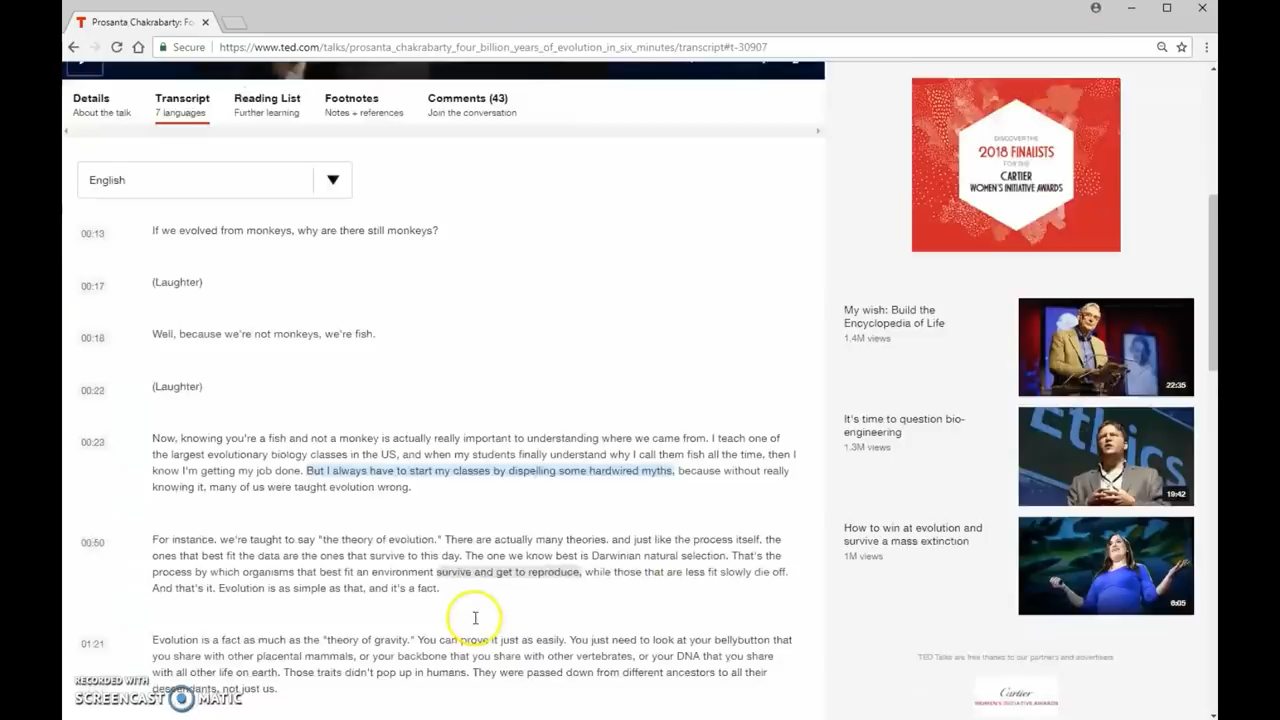 Prosanta Chakrabarty: Fo
Secure
https://www.ted.com/talks/prosanta_chakrabarty_four_billion_years_of_evolution_in_six_minutes/transcript#t-30907
Details
About the talk
Transcript
7 languages
Reading List
Further learning
Footnotes
Notes + references
Comments (43)
Join the conversation
English
00:13
If we evolved from monkeys, why are there still monkeys?
00:17
(Laughter)
00:18
Well, because we're not monkeys, we're fish.
00:22
(Laughter)
00:23
Now, knowing you're a fish and not a monkey is actually really important to understanding where we came from. I teach one of
the largest evolutionary biology classes in the US, and when my students finally understand why I call them fish all the time, then I
know I'm getting my job done. But I always have to start my classes by dispelling some hardwired myths, because without really
knowing it, many of us were taught evolution wrong.
00:50
For instance, we're taught to say "the theory of evolution." There are actually many theories, and just like the process itself, the
ones that best fit the data are the ones that survive to this day. The one we know best is Darwinian natural selection. That's the
process by which organisms that best fit an environment survive and get to reproduce, while those that are less fit slowly die off.
And that's it. Evolution is as simple as that, and it's a fact.
01:21
Evolution is a fact as much as the "theory of gravity." You can prove it just as easily. You just need to look at your bellybutton that
you share with other placental mammals, or your backbone that you share with other vertebrates, or your DNA that you share
with all other life on earth. Those traits didn't pop up in humans. They were passed down from different ancestors to all their
descendants, not just us.
RECORDED WITH
SCREENCAST MATIC
DISCOVER THE
2018 FINALISTS
FOR THE
CARTIER
WOMEN'S INITIATIVE AWARDS
My wish: Build the
Encyclopedia of Life
1.4M views
22:35
It's time to question bio-
engineering
1.3M views
Ethics
19:42
How to win at evolution and
survive a mass extinction
1M views
6:05
TED Talks are free thanks to our partners and advertisers
Cartier
WOMEN'S INITIATIVE AWARDS